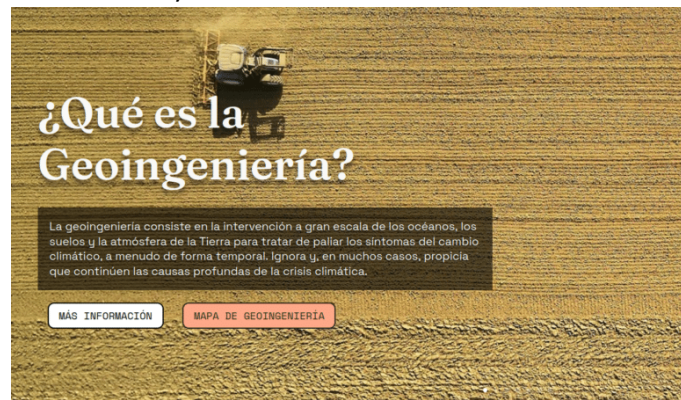 ¿Qué es la
Geoingeniería?
La geoingeniería consiste en la intervención a gran escala de los océanos, los
suelos y la atmósfera de la Tierra para tratar de paliar los síntomas del cambio
climático, a menudo de forma temporal. Ignora y, en muchos casos, propicia
que continúen las causas profundas de la crisis climática.
MÁS INFORMACIÓN MAPA DE GEOINGENIERÍA